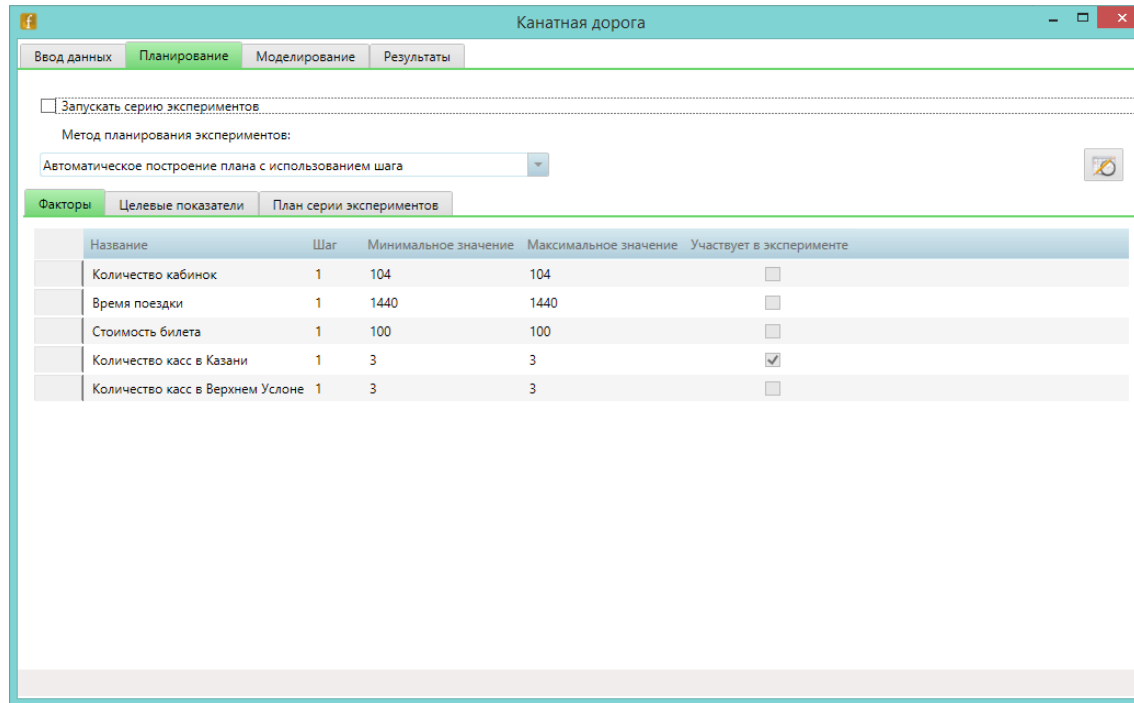 Канатная дорога
Ввод данных Планирование Моделирование Результаты
Запускать серию экспериментов
Метод планирования экспериментов:
Автоматическое построение плана с использованием шага
Факторы Целевые показатели План серии экспериментов
Название Шаг Минимальное значение Максимальное значение Участвует в эксперименте
Количество кабинок 1 104 104
Время поездки 1 1440 1440
Стоимость билета 1 100 100
Количество касс в Казани 1 3 3
Количество касс в Верхнем Услоне 1 3 3